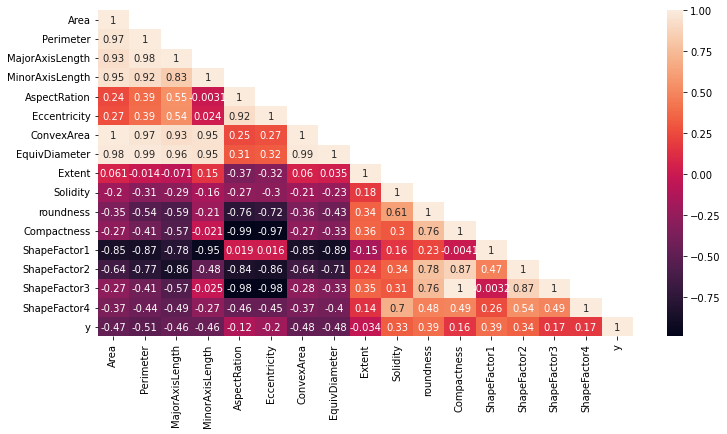 Area 1
Perimeter 0.97 1
MajorAxisLength 0.93 0.98 1
MinorAxisLength 0.95 0.92 0.83 1
AspectRation 0.24 0.39 0.55 -0.0031 1
Eccentricity 0.27 0.39 0.54 0.024 0.92 1
ConvexArea 1 0.97 0.93 0.95 0.25 0.27 1
EquivDiameter 0.98 0.99 0.96 0.95 0.31 0.32 0.99 1
Extent 0.061 -0.014 -0.071 0.15 -0.37 -0.32 0.06 0.035 1
Solidity -0.2 -0.31 -0.29 -0.16 -0.27 -0.3 -0.21 -0.23 0.18 1
roundness -0.35 -0.54 -0.59 -0.21 -0.76 -0.72 -0.36 -0.43 0.34 0.61 1
Compactness -0.27 -0.41 -0.57 -0.021 -0.99 -0.97 -0.27 -0.33 0.36 0.3 0.76 1
ShapeFactor1 -0.85 -0.87 -0.78 -0.95 0.019 0.016 -0.85 -0.89 -0.15 0.16 0.23 -0.0041 1
ShapeFactor2 -0.64 -0.77 -0.86 -0.48 -0.84 -0.86 -0.64 -0.71 0.24 0.34 0.78 0.87 0.47 1
ShapeFactor3 -0.27 -0.41 -0.57 -0.025 -0.98 -0.98 -0.28 -0.33 0.35 0.31 0.76 1 -0.0032 0.87 1
ShapeFactor4 -0.37 -0.44 -0.49 -0.27 -0.46 -0.45 -0.37 -0.4 0.14 0.7 0.48 0.49 0.26 0.54 0.49 1
y -0.47 -0.51 -0.46 -0.46 -0.12 -0.2 -0.48 -0.48 -0.034 0.33 0.39 0.16 0.39 0.34 0.17 0.17 1
Area
Perimeter
MajorAxisLength
MinorAxisLength
AspectRation
Eccentricity
ConvexArea
EquivDiameter
Extent
Solidity
roundness
Compactness
ShapeFactor1
ShapeFactor2
ShapeFactor3
ShapeFactor4
y
1.00
0.75
0.50
0.25
0.00
−0.25
−0.50
−0.75